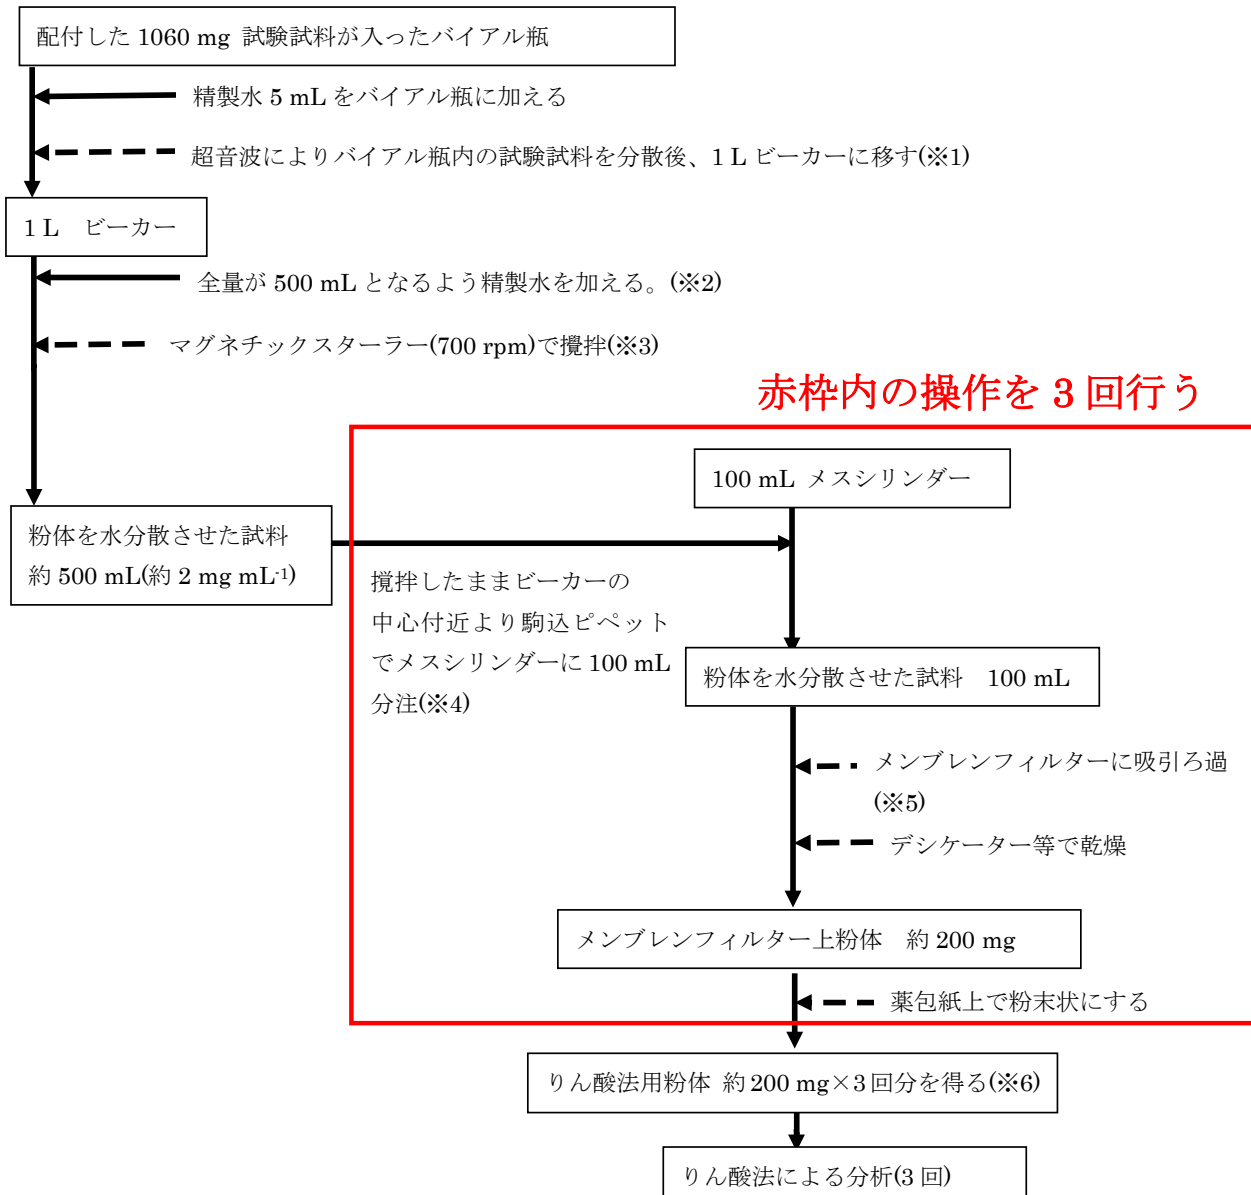 配付した 1060 mg 試験試料が入ったバイアル瓶
精製水 5 mL をバイアル瓶に加える
超音波によりバイアル瓶内の試験試料を分散後、1 L ビーカーに移す(※1)
1 L　ビーカー
全量が 500 mL となるよう精製水を加える。(※2)
マグネチックスターラー(700 rpm)で攪拌(※3)
赤枠内の操作を 3 回行う
100 mL メスシリンダー
粉体を水分散させた試料
約 500 mL(約 2 mg mL-1)
攪拌したままビーカーの
中心付近より駒込ピペット
でメスシリンダーに 100 mL
分注(※4)
粉体を水分散させた試料　100 mL
メンブレンフィルターに吸引ろ過
(※5)
デシケーター等で乾燥
メンブレンフィルター上粉体　約 200 mg
薬包紙上で粉末状にする
りん酸法用粉体 約 200 mg×3 回分を得る(※6)
りん酸法による分析(3 回)